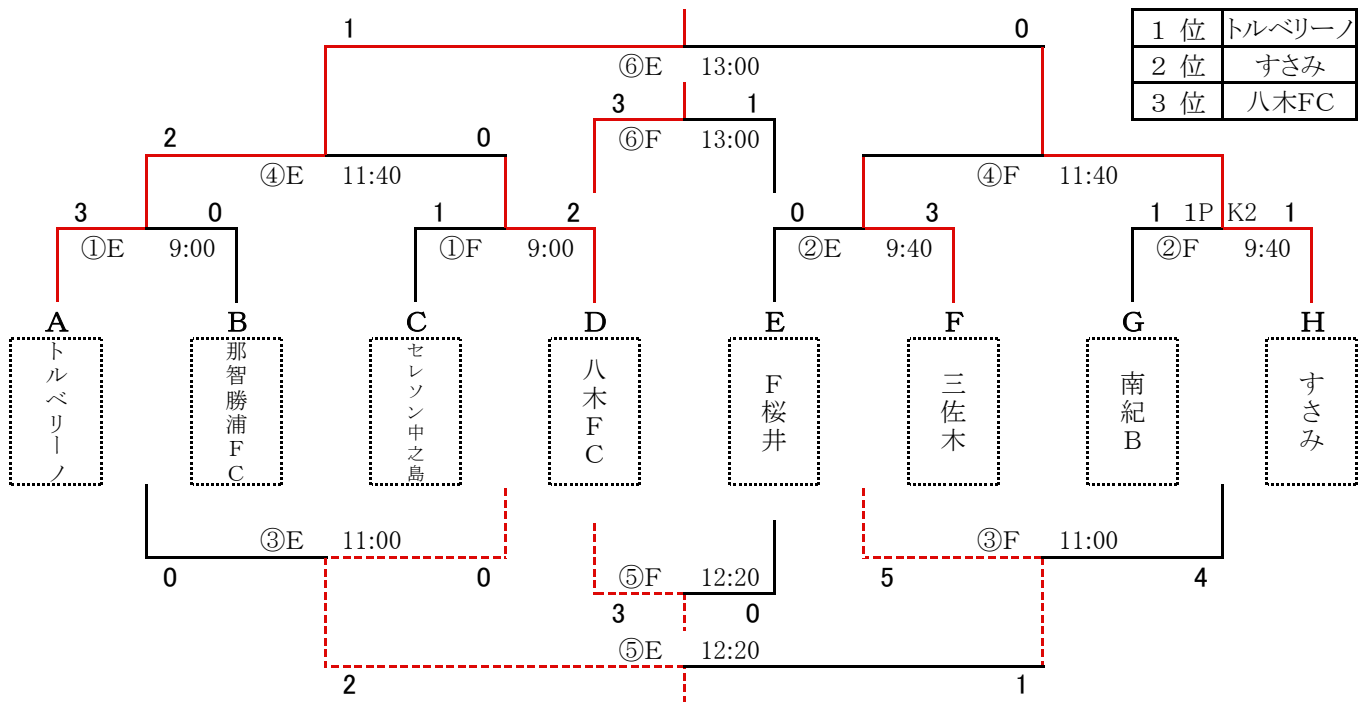 1 0
1 位 トルベリーノ
⑥E 13:00
2 位 すさみ
3 1
3 位 八木FC
2 0
⑥F 13:00
④E 11:40
④F 11:40
3 0
1 2
0 3
1 1P K2 1
①E 9:00
①F 9:00
②E 9:40
②F 9:40
A B C D E F G H
トルベリーノ
那智勝浦FC
セレソン中之島
八木FC
F桜井
三佐木
南紀B
すさみ
③E 11:00
③F 11:00
0 0
⑤F 12:20
5 4
3 0
⑤E 12:20
2 1